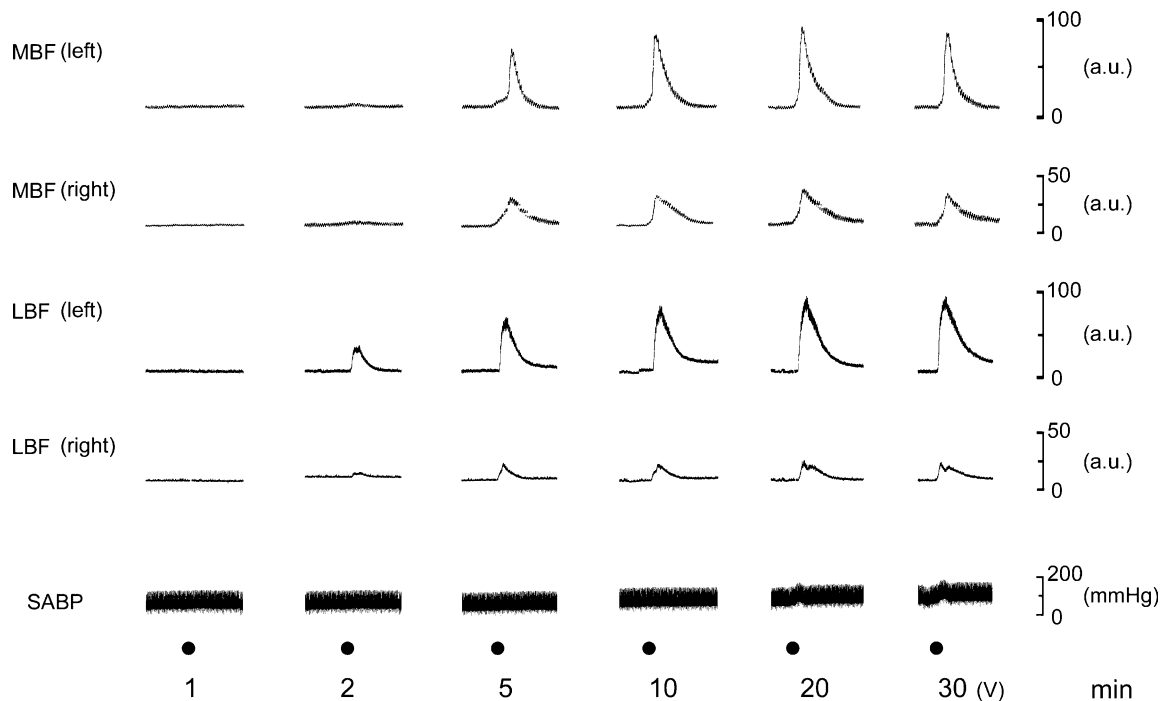 MBF (left) 100 (a.u.) 0
MBF (right) 50 (a.u.) 0
LBF (left) 100 (a.u.) 0
LBF (right) 50 (a.u.) 0
SABP 200 (mmHg) 0
1 2 5 10 20 30 (V) min